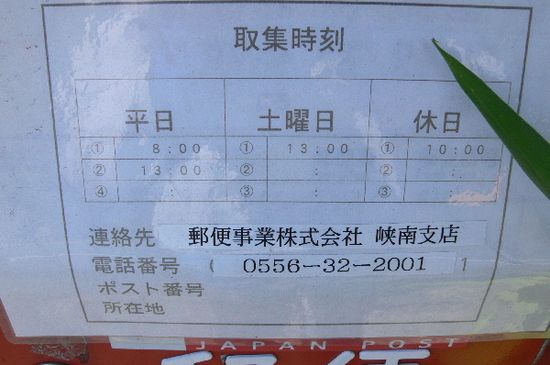 取集時刻
平日 土曜日 休日
① 8:00 ① 13:00 ① 10:00
② 13:00 ② : ② :
④ : ③ : ③ :
連絡先 郵便事業株式会社 峡南支店
電話番号 ( 0556-32-2001
ポスト番号
所在地
JAPAN POST